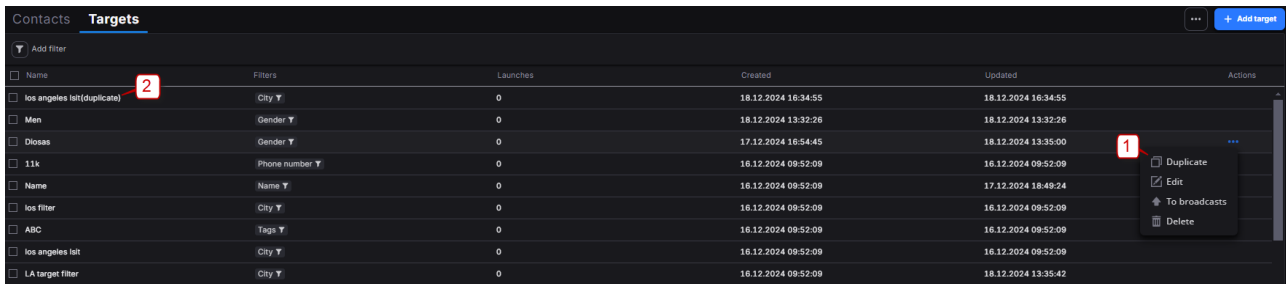 Contacts Targets ••• + Add target
Add filter
Name Filters Launches Created Updated Actions
2
los angeles lsit(duplicate) City 0 18.12.2024 16:34:55 18.12.2024 16:34:55
Men Gender 0 18.12.2024 13:32:26 18.12.2024 13:32:26
Diosas Gender 0 17.12.2024 16:54:45 18.12.2024 13:35:00 •••
1
11k Phone number 0 16.12.2024 09:52:09 16.12.2024 09:52:09 Duplicate
Name Name 0 16.12.2024 09:52:09 17.12.2024 18:49:24 Edit
los filter City 0 16.12.2024 09:52:09 16.12.2024 09:52:09 To broadcasts
ABC Tags 0 16.12.2024 09:52:09 16.12.2024 09:52:09 Delete
los angeles lsit City 0 16.12.2024 09:52:09 16.12.2024 09:52:09
LA target filter City 0 16.12.2024 09:52:09 18.12.2024 13:35:42